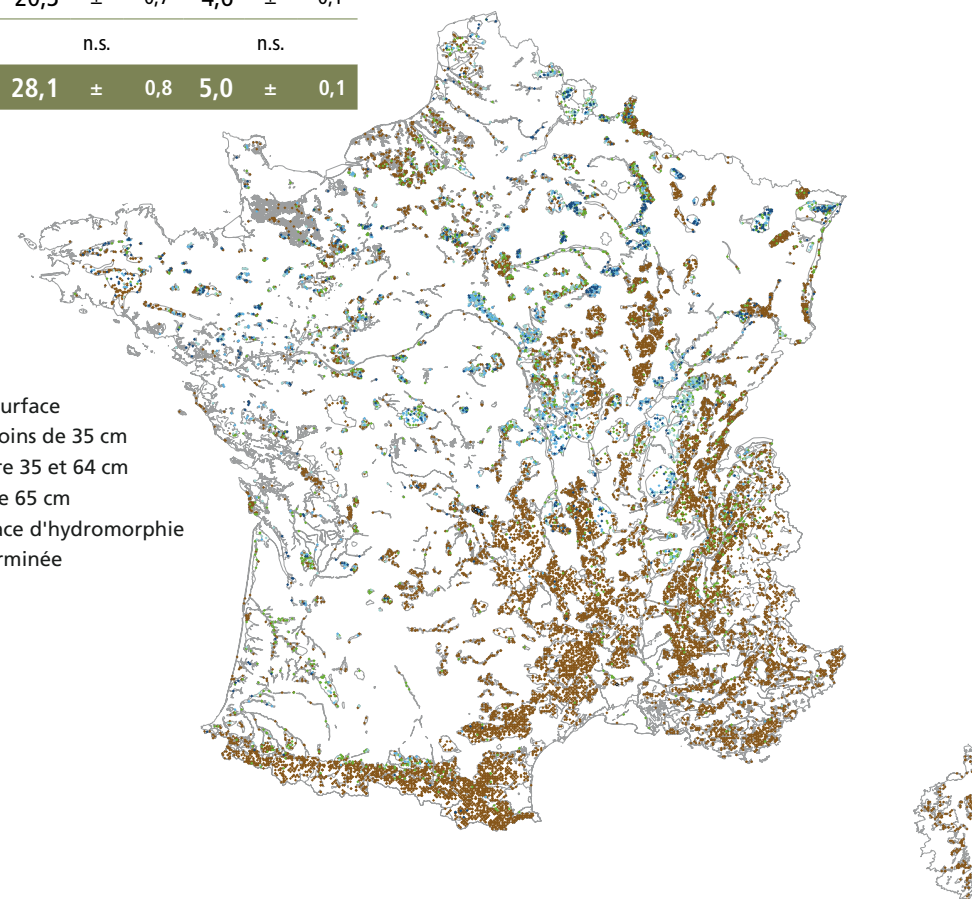 n.s. n.s.
28,1 ± 0,8 5,0 ± 0,1
urface
oins de 35 cm
re 35 et 64 cm
e 65 cm
ace d'hydromorphie
rminée